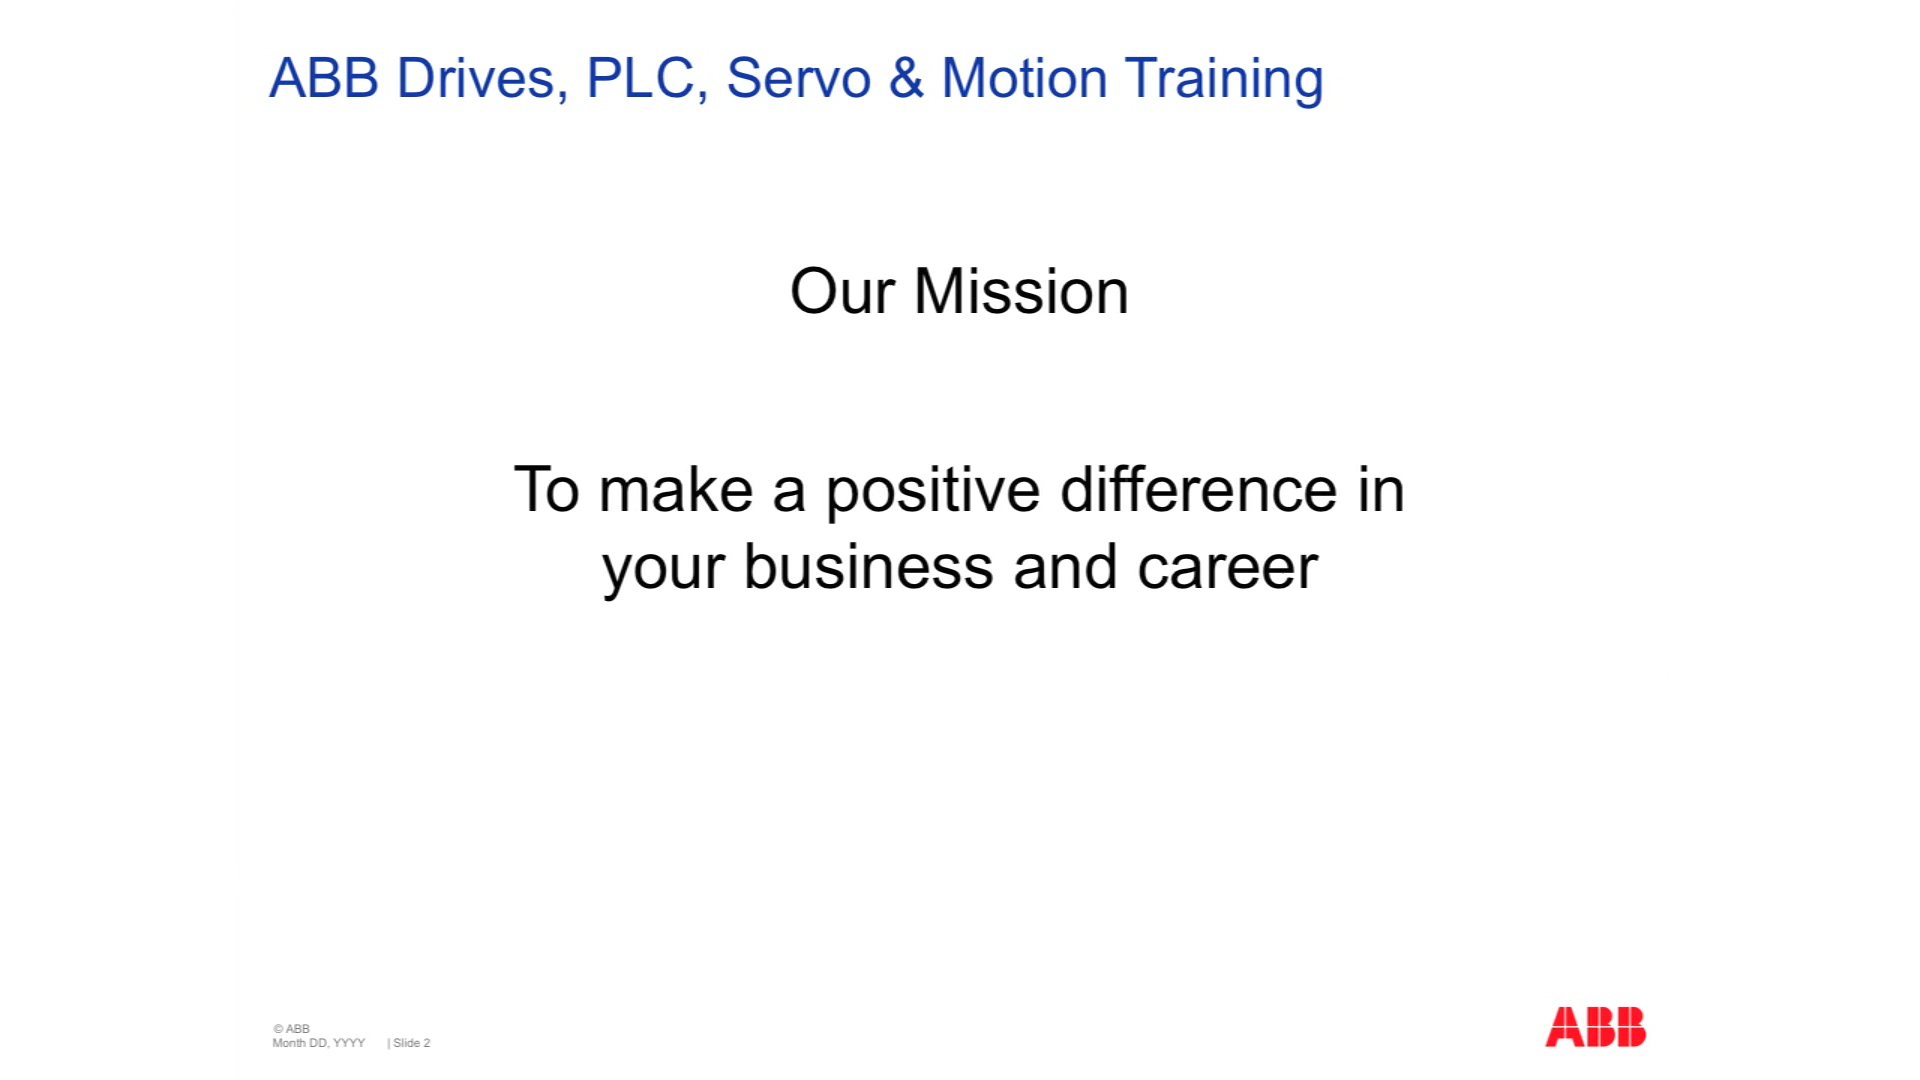 ABB Drives, PLC, Servo & Motion Training
Our Mission
To make a positive difference in
your business and career
© ABB
Month DD, YYYY | Slide 2
ABB